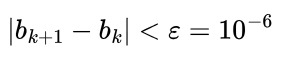 |b_{k+1} − b_k| < ε = 10^{−6}